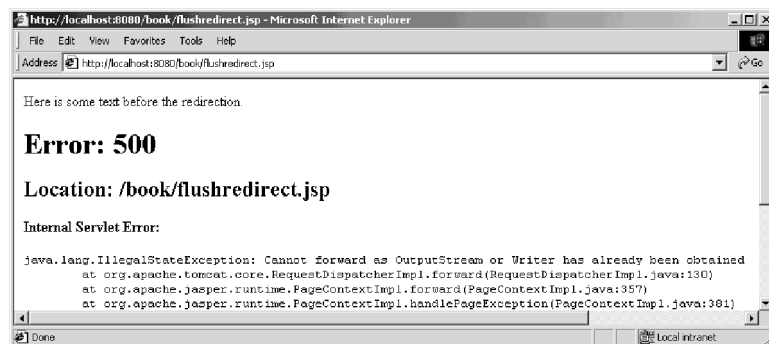 http://localhost:8080/book/flushredirect.jsp - Microsoft Internet Explorer
File Edit View Favorites Tools Help
Address http://localhost:8080/book/flushredirect.jsp Go
Here is some text before the redirection.
Error: 500
Location: /book/flushredirect.jsp
Internal Servlet Error:
java.lang.IllegalStateException: Cannot forward as OutputStream or Writer has already been obtained
at org.apache.tomcat.core.RequestDispatcherImpl.forward(RequestDispatcherImpl.java:130)
at org.apache.jasper.runtime.PageContextImpl.forward(PageContextImpl.java:357)
at org.apache.jasper.runtime.PageContextImpl.handlePageException(PageContextImpl.java:381)
Done Local intranet